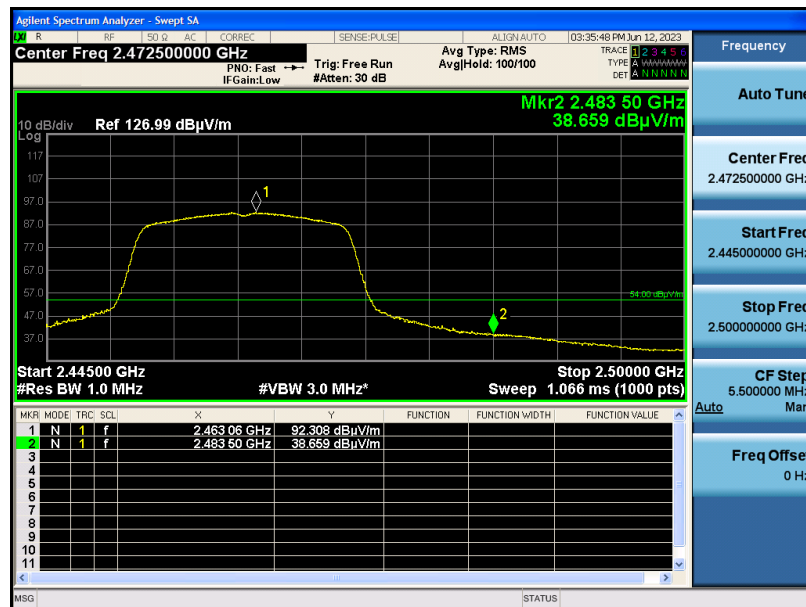 Agilent Spectrum Analyzer - Swept SA
LXI R RF 50 Ω AC CORREC SENSE:PULSE ALIGN AUTO 03:35:48 PM Jun 12, 2023
Center Freq 2.472500000 GHz
PNO: Fast
IFGain:Low
Trig: Free Run
#Atten: 30 dB
Avg Type: RMS
Avg|Hold: 100/100
TRACE 1 2 3 4 5 6
TYPE A WWWWW
DET A N N N N N
Mkr2 2.483 50 GHz
38.659 dBµV/m
10 dB/div Ref 126.99 dBµV/m
Log
117
107
97.0
87.0
77.0
67.0
57.0
47.0
37.0
1
2
54.00 dBµV/m
Start 2.44500 GHz Stop 2.50000 GHz
#Res BW 1.0 MHz #VBW 3.0 MHz* Sweep 1.066 ms (1000 pts)
MKR MODE TRC SCL X Y FUNCTION FUNCTION WIDTH FUNCTION VALUE
1 N 1 f 2.463 06 GHz 92.308 dBµV/m
2 N 1 f 2.483 50 GHz 38.659 dBµV/m
3
4
5
6
7
8
9
10
11
MSG STATUS
Frequency
Auto Tune
Center Freq
2.472500000 GHz
Start Freq
2.445000000 GHz
Stop Freq
2.500000000 GHz
CF Step
5.500000 MHz
Auto Man
Freq Offset
0 Hz